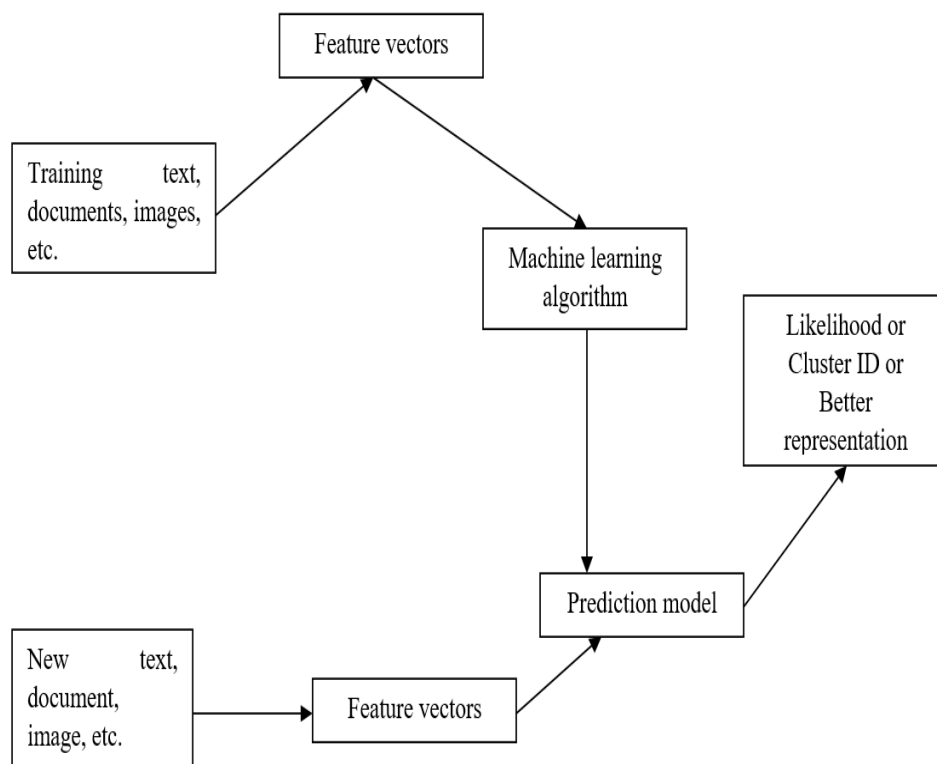 Feature vectors
Training text,
documents, images,
etc.
Machine learning
algorithm
Likelihood or
Cluster ID or
Better
representation
Prediction model
New text,
document,
image, etc.
Feature vectors